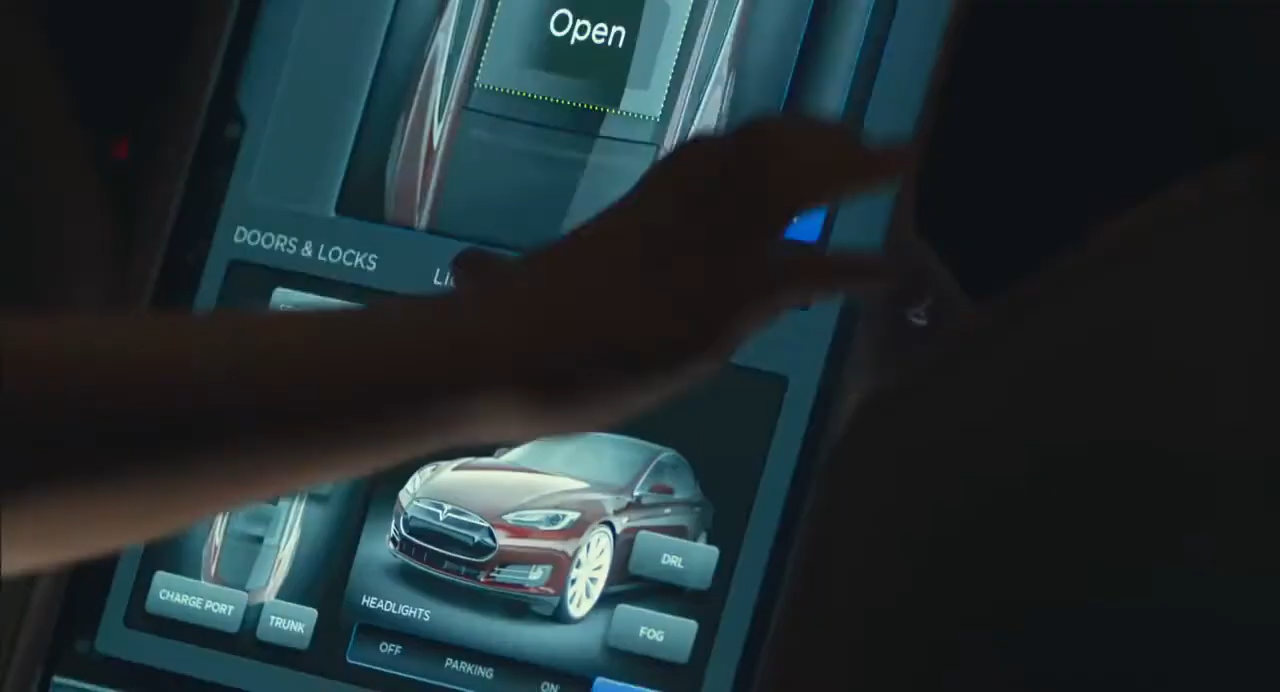 Open
DOORS & LOCKS
CHARGE PORT
TRUNK
HEADLIGHTS
OFF
PARKING
ON
DRL
FOG